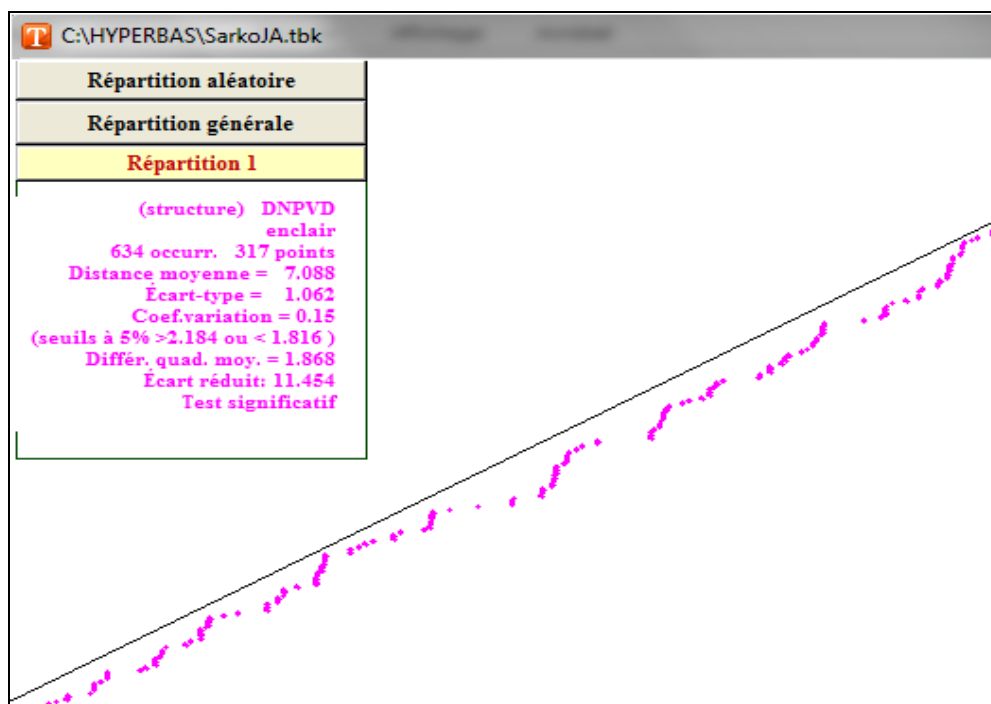 C:\HYPERBAS\SarkoJA.tbk
Répartition aléatoire
Répartition générale
Répartition 1
(structure) DNPVD
enclair
634 occurr. 317 points
Distance moyenne = 7.088
Écart-type = 1.062
Coef.variation = 0.15
(seuils à 5% >2.184 ou < 1.816 )
Différ. quad. moy. = 1.868
Écart réduit: 11.454
Test significatif